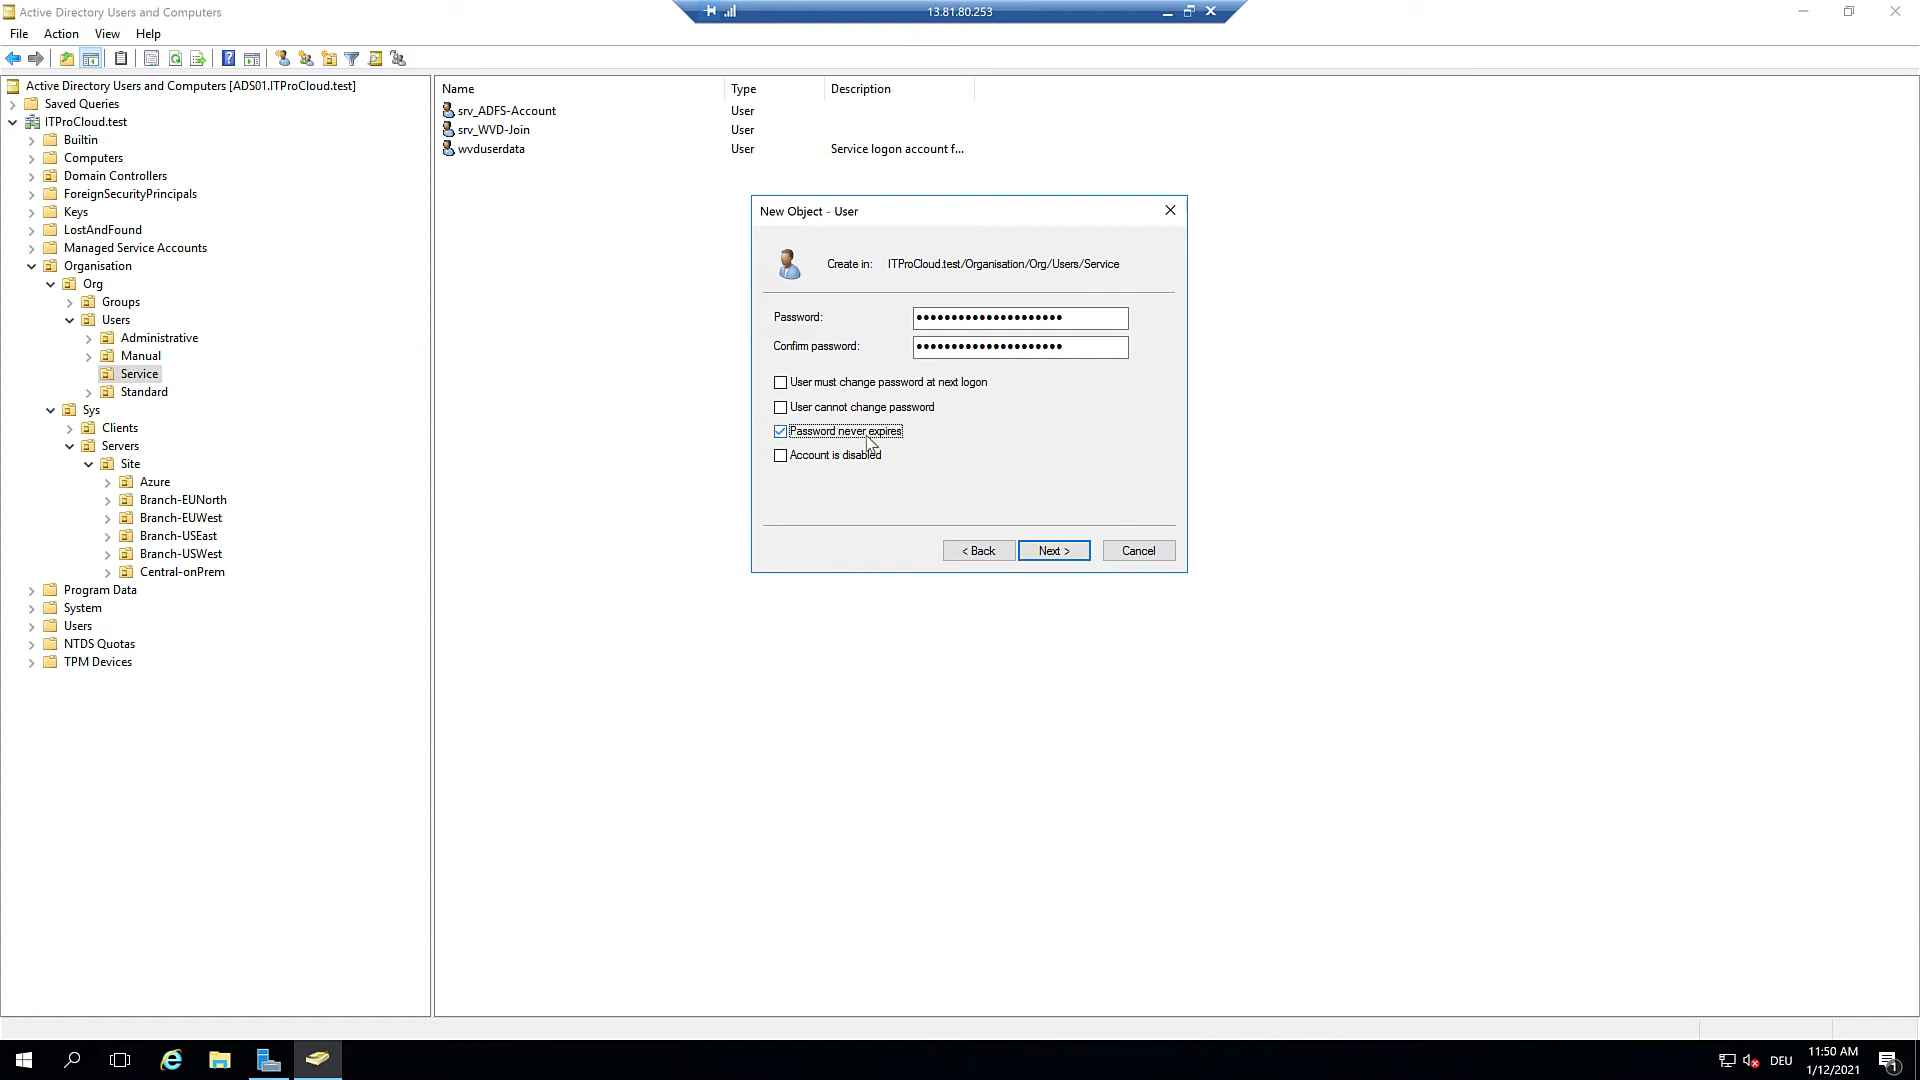 Active Directory Users and Computers
13.81.80.253
File Action View Help
Active Directory Users and Computers [ADS01.ITProCloud.test]
Saved Queries
ITProCloud.test
Builtin
Computers
Domain Controllers
ForeignSecurityPrincipals
Keys
LostAndFound
Managed Service Accounts
Organisation
Org
Groups
Users
Administrative
Manual
Service
Standard
Sys
Clients
Servers
Site
Azure
Branch-EUNorth
Branch-EUWest
Branch-USEast
Branch-USWest
Central-onPrem
Program Data
System
Users
NTDS Quotas
TPM Devices
Name Type Description
srv_ADFS-Account User
srv_WVD-Join User
wvduserdata User Service logon account f...
New Object - User
Create in: ITProCloud.test/Organisation/Org/Users/Service
Password: •••••••••••••••••••••
Confirm password: •••••••••••••••••••••
User must change password at next logon
User cannot change password
Password never expires
Account is disabled
< Back Next > Cancel
DEU
11:50 AM
1/12/2021
1